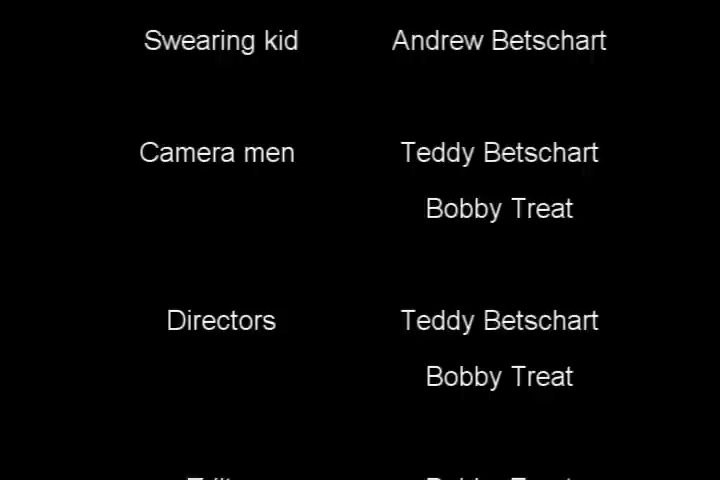 Swearing kid Andrew Betschart
Camera men Teddy Betschart
Bobby Treat
Directors Teddy Betschart
Bobby Treat